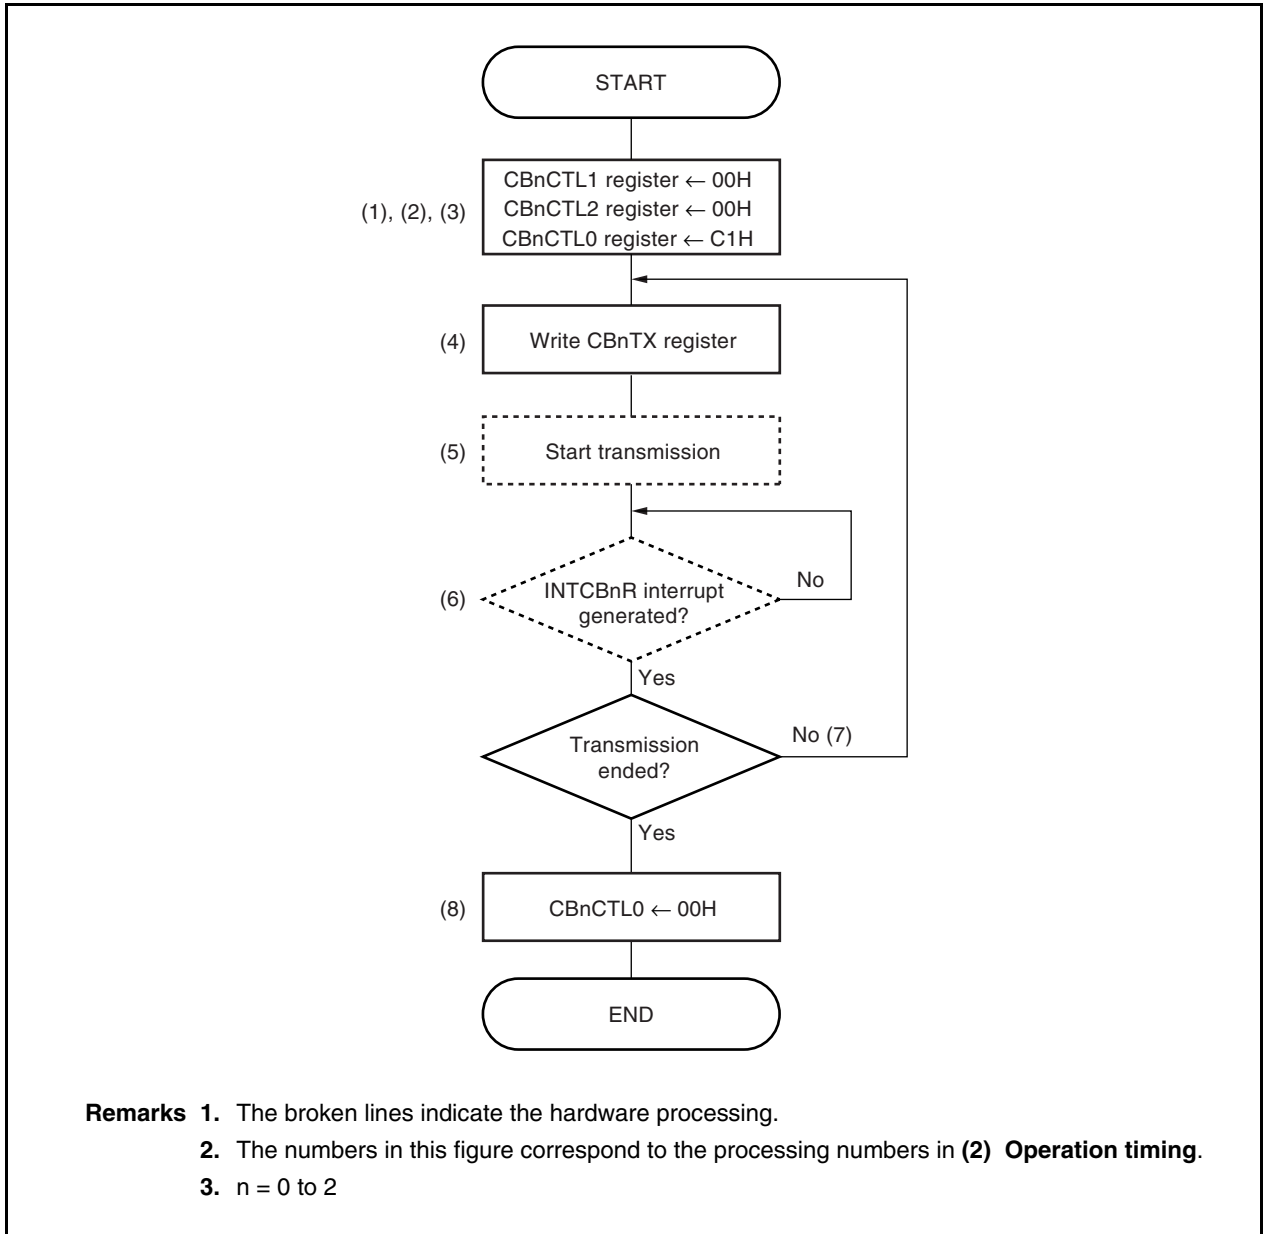 START
CBnCTL1 register ← 00H
CBnCTL2 register ← 00H
(1), (2), (3)
CBnCTL0 register ← C1H
(4)
Write CBnTX register
(5)
Start transmission
(6)
INTCBnR interrupt
generated?
No
Yes
Transmission
ended?
No (7)
Yes
(8)
CBnCTL0 ← 00H
END
Remarks 1. The broken lines indicate the hardware processing.
2. The numbers in this figure correspond to the processing numbers in (2) Operation timing.
3. n = 0 to 2